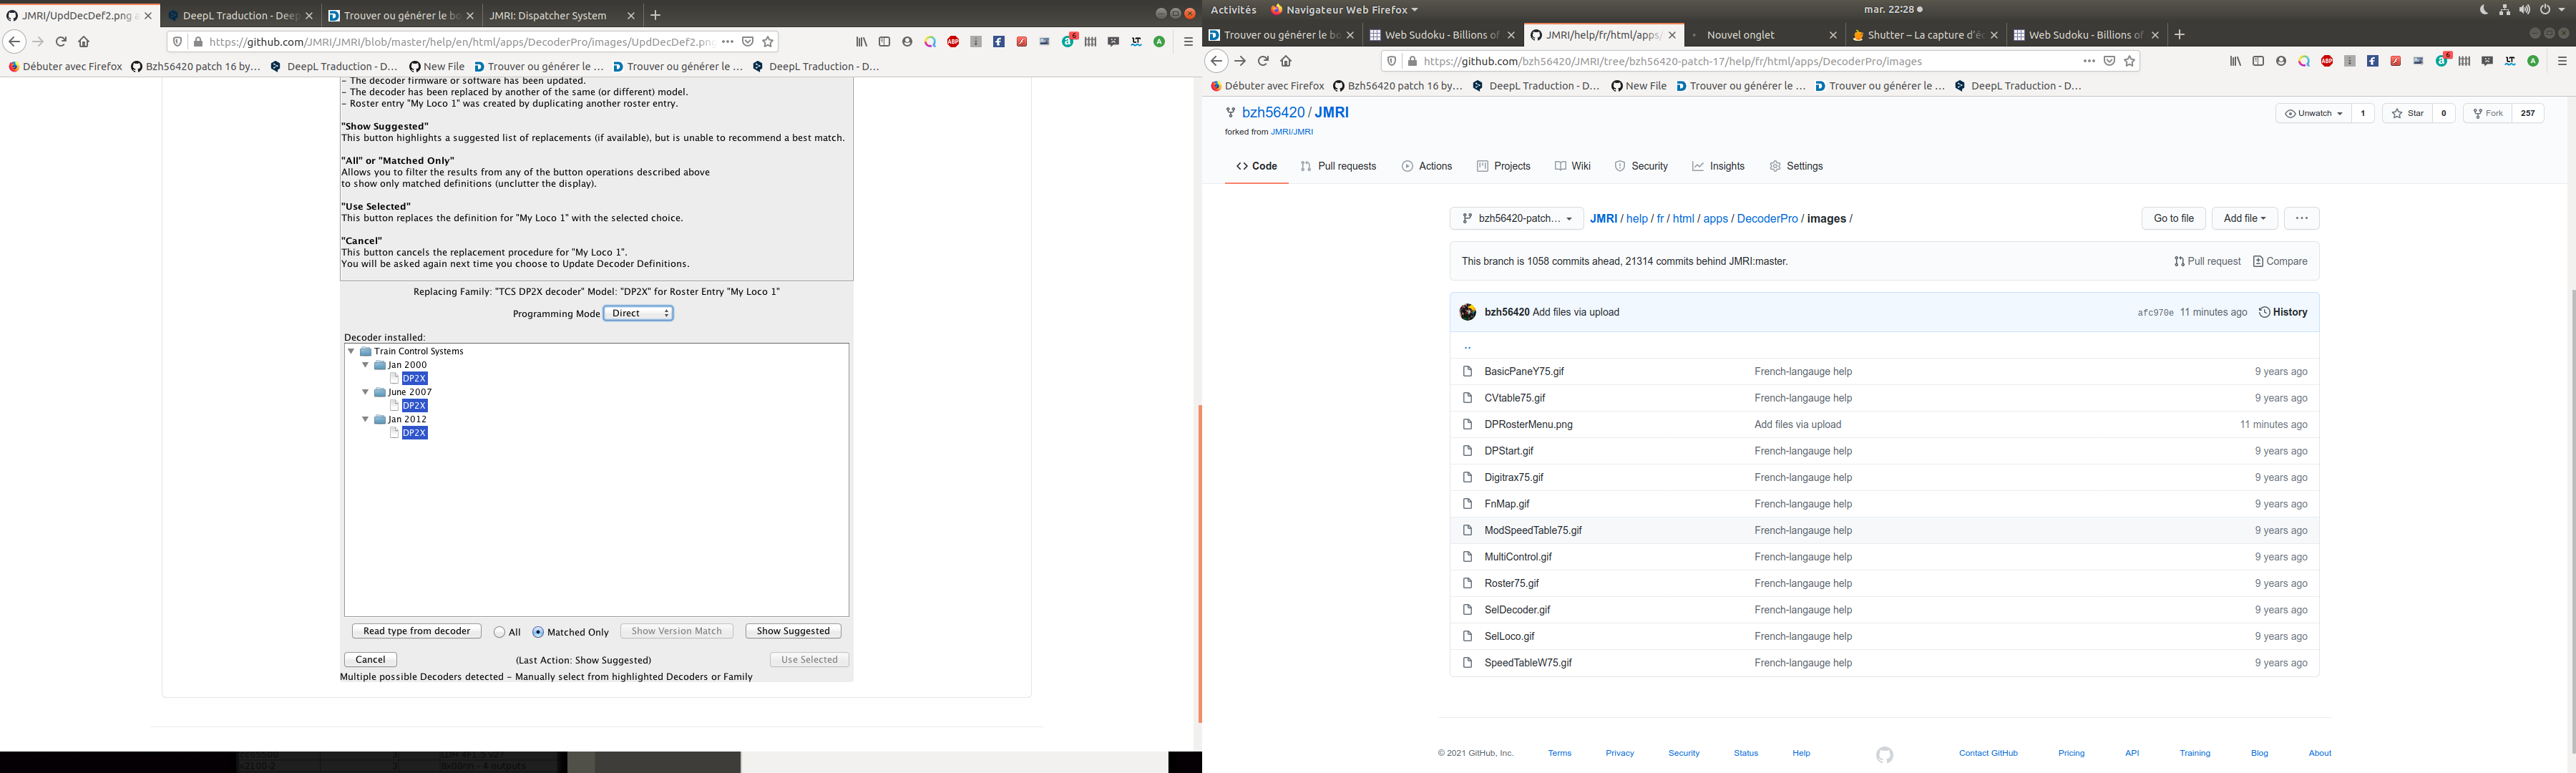 JMRI/UpdDecDef2.png a
DeepL Traduction - Deep
Trouver ou générer le bo
JMRI: Dispatcher System
https://github.com/JMRI/JMRI/blob/master/help/en/html/apps/DecoderPro/images/UpdDecDef2.png
6
Débuter avec Firefox
Bzh56420 patch 16 by…
DeepL Traduction - D…
New File
Trouver ou générer le …
Trouver ou générer le …
DeepL Traduction - D…
- The decoder firmware or software has been updated.
- The decoder has been replaced by another of the same (or different) model.
- Roster entry "My Loco 1" was created by duplicating another roster entry.
"Show Suggested"
This button highlights a suggested list of replacements (if available), but is unable to recommend a best match.
"All" or "Matched Only"
Allows you to filter the results from any of the button operations described above
to show only matched definitions (unclutter the display).
"Use Selected"
This button replaces the definition for "My Loco 1" with the selected choice.
"Cancel"
This button cancels the replacement procedure for "My Loco 1".
You will be asked again next time you choose to Update Decoder Definitions.
Replacing Family: "TCS DP2X decoder" Model: "DP2X" for Roster Entry "My Loco 1"
Programming Mode Direct
Decoder installed:
Train Control Systems
Jan 2000
DP2X
June 2007
DP2X
Jan 2012
DP2X
Read type from decoder
All
Matched Only
Show Version Match
Show Suggested
Cancel
(Last Action: Show Suggested)
Use Selected
Multiple possible Decoders detected - Manually select from highlighted Decoders or Family
Activités
Navigateur Web Firefox
mar. 22:28
Trouver ou générer le bo
Web Sudoku - Billions of
JMRI/help/fr/html/apps/
Nouvel onglet
Shutter – La capture d'éc
Web Sudoku - Billions of
https://github.com/bzh56420/JMRI/tree/bzh56420-patch-17/help/fr/html/apps/DecoderPro/images
6
Débuter avec Firefox
Bzh56420 patch 16 by…
DeepL Traduction - D…
New File
Trouver ou générer le …
Trouver ou générer le …
DeepL Traduction - D…
bzh56420 / JMRI
forked from JMRI/JMRI
Unwatch 1
Star 0
Fork 257
Code
Pull requests
Actions
Projects
Wiki
Security
Insights
Settings
bzh56420-patch…
JMRI / help / fr / html / apps / DecoderPro / images /
Go to file
Add file
...
This branch is 1058 commits ahead, 21314 commits behind JMRI:master.
Pull request
Compare
bzh56420 Add files via upload
afc970e 11 minutes ago
History
..
BasicPaneY75.gif French-langauge help 9 years ago
CVtable75.gif French-langauge help 9 years ago
DPRosterMenu.png Add files via upload 11 minutes ago
DPStart.gif French-langauge help 9 years ago
Digitrax75.gif French-langauge help 9 years ago
FnMap.gif French-langauge help 9 years ago
ModSpeedTable75.gif French-langauge help 9 years ago
MultiControl.gif French-langauge help 9 years ago
Roster75.gif French-langauge help 9 years ago
SelDecoder.gif French-langauge help 9 years ago
SelLoco.gif French-langauge help 9 years ago
SpeedTableW75.gif French-langauge help 9 years ago
© 2021 GitHub, Inc.
Terms
Privacy
Security
Status
Help
Contact GitHub
Pricing
API
Training
Blog
About